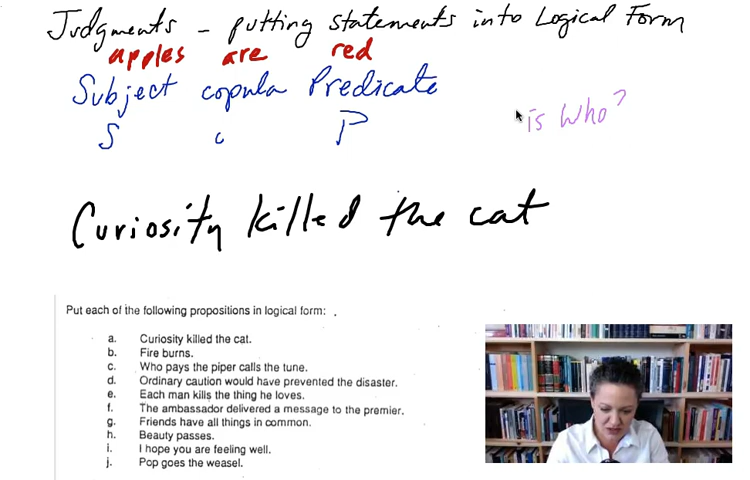 Judgments – putting statements into Logical Form
apples are red
Subject copula Predicate
S c P
is Who?
Curiosity killed the cat
Put each of the following propositions in logical form:
a. Curiosity killed the cat.
b. Fire burns.
c. Who pays the piper calls the tune.
d. Ordinary caution would have prevented the disaster.
e. Each man kills the thing he loves.
f. The ambassador delivered a message to the premier.
g. Friends have all things in common.
h. Beauty passes.
i. I hope you are feeling well.
j. Pop goes the weasel.